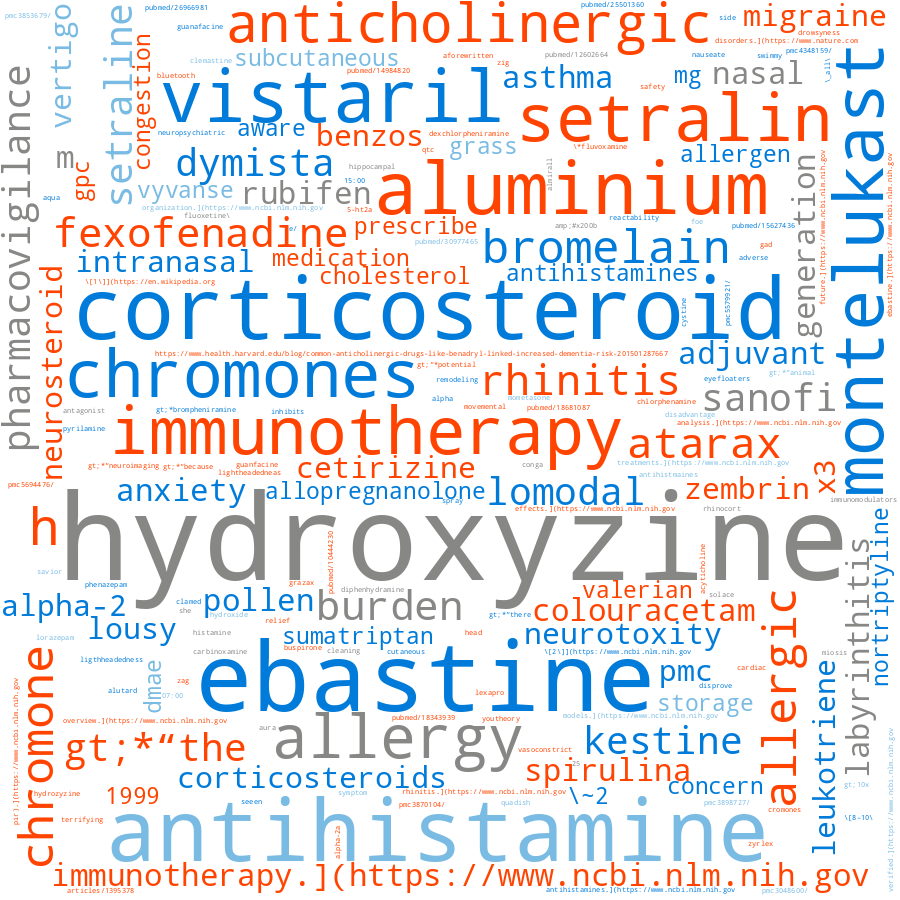 pmc3853679/
vertigo
setraline
congestion
pubmed/26966981
guanafacine
anticholinergic
pubmed/25501360
side
migraine
drowsyness
disorders.](https://www.nature.com
clemastine
subcutaneous
aforewritten
pubmed/12602664
nauseate
swimmy
pmc4348159/
\_all\
bluetooth
pubmed/14984820
zig
vistaril
asthma
mg
nasal
safety
pharmacovigilance
neuropsychiatric
aware
benzos
dexchlorpheniramine
setralin
montelukast
m
gpc
dymista
hippocampal
qtc
grass
\*fluvoxamine
allergen
almirall
generation
aqua
vyvanse
rubifen
15:00
aluminium
future.](https://www.ncbi.nlm.nih.gov
ebastine.](https://www.ncbi.nlm.nih.gov
organization.](https://www.ncbi.nlm.nih.gov
5-ht2a
fluoxetine\
reactability
foe
fexofenadine
prescribe
amp;#x200b
pubmed/15627436
pubmed/30977465
bromelain
gad
adverse
intranasal
medication
cholesterol
antihistamines
\[1\]](https://en.wikipedia.org
neurosteroid
corticosteroid
cystine
pmc5579921/
https://www.health.harvard.edu/blog/common-anticholinergic-drugs-like-benadryl-linked-increased-dementia-risk-201501287667
adjuvant
chromones
gt;*"potential
remodeling
rhinitis
eyefloaters
gt;*"animal
alpha
mometasone
chlorphenamine
sanofi
antagonist
gt;*brompheniramine
inhibits
movemental
pubmed/18681087
disadvantage
pyrilamine
immunotherapy
atarax
analysis.](https://www.ncbi.nlm.nih.gov
gt;*“neuroimaging
gt;*“because
guanfacine
lightheadedneas
cetirizine
conga
treatments.](https://www.ncbi.nlm.nih.gov
antihistmaines
x3
pmc5694476/
anxiety
allopregnanolone
spray
lomodal
zembrin
immunomodulators
effects.](https://www.ncbi.nlm.nih.gov
rhinocort
h
hydroxyzine
pubmed/10444230
acyticholine
nortriptyline
labyrinthitis
savior
phenazepam
grazax
diphenhydramine
valerian
solace
alpha-2
clamed
she
pollen
hydroxide
relief
burden
colouracetam
gt;*“there
allergic
lorazepam
lousy
histamine
sumatriptan
head
neurotoxity
ligthheadedness
carbinoxamine
buspirone
cleaning
cutaneous
\[2\]](https://www.ncbi.nlm.nih.gov
miosis
chromone
dmae
zag
ebastine
pmc
cardiac
disprove
leukotriene
alutard
07:00
lexapro
storage
pir).](https://www.ncbi.nlm.nih.gov
overview.](https://www.ncbi.nlm.nih.gov
aura
pubmed/18343939
youtheory
models.](https://www.ncbi.nlm.nih.gov
gt;*“the
allergy
vasoconstrict
kestine
verified.](https://www.ncbi.nlm.nih.gov
corticosteroids
25
spirulina
concern
gt;10x
hydrozyzine
1999
seeen
symptom
rhinitis.](https://www.ncbi.nlm.nih.gov
\~2
pmc3870104/
quadish
pmc3898727/
cromones
\[8-10\
terrifying
antihistamine
alpha-2a
zyrlex
immunotherapy.](https://www.ncbi.nlm.nih.gov
articles/1395378
antihistamines.](https://www.ncbi.nlm.nih.gov
pmc3048600/